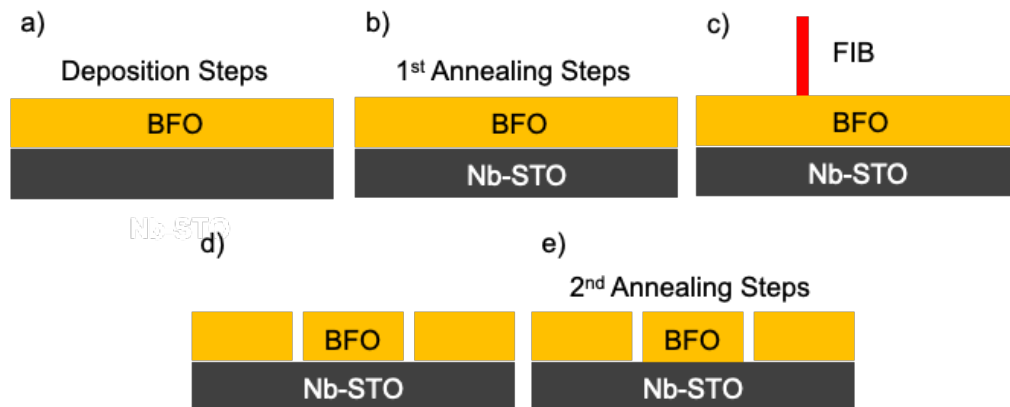 a)
Deposition Steps
BFO
Nb-STO
b)
1st Annealing Steps
BFO
Nb-STO
c)
FIB
BFO
Nb-STO
d)
BFO
Nb-STO
e)
2nd Annealing Steps
BFO
Nb-STO